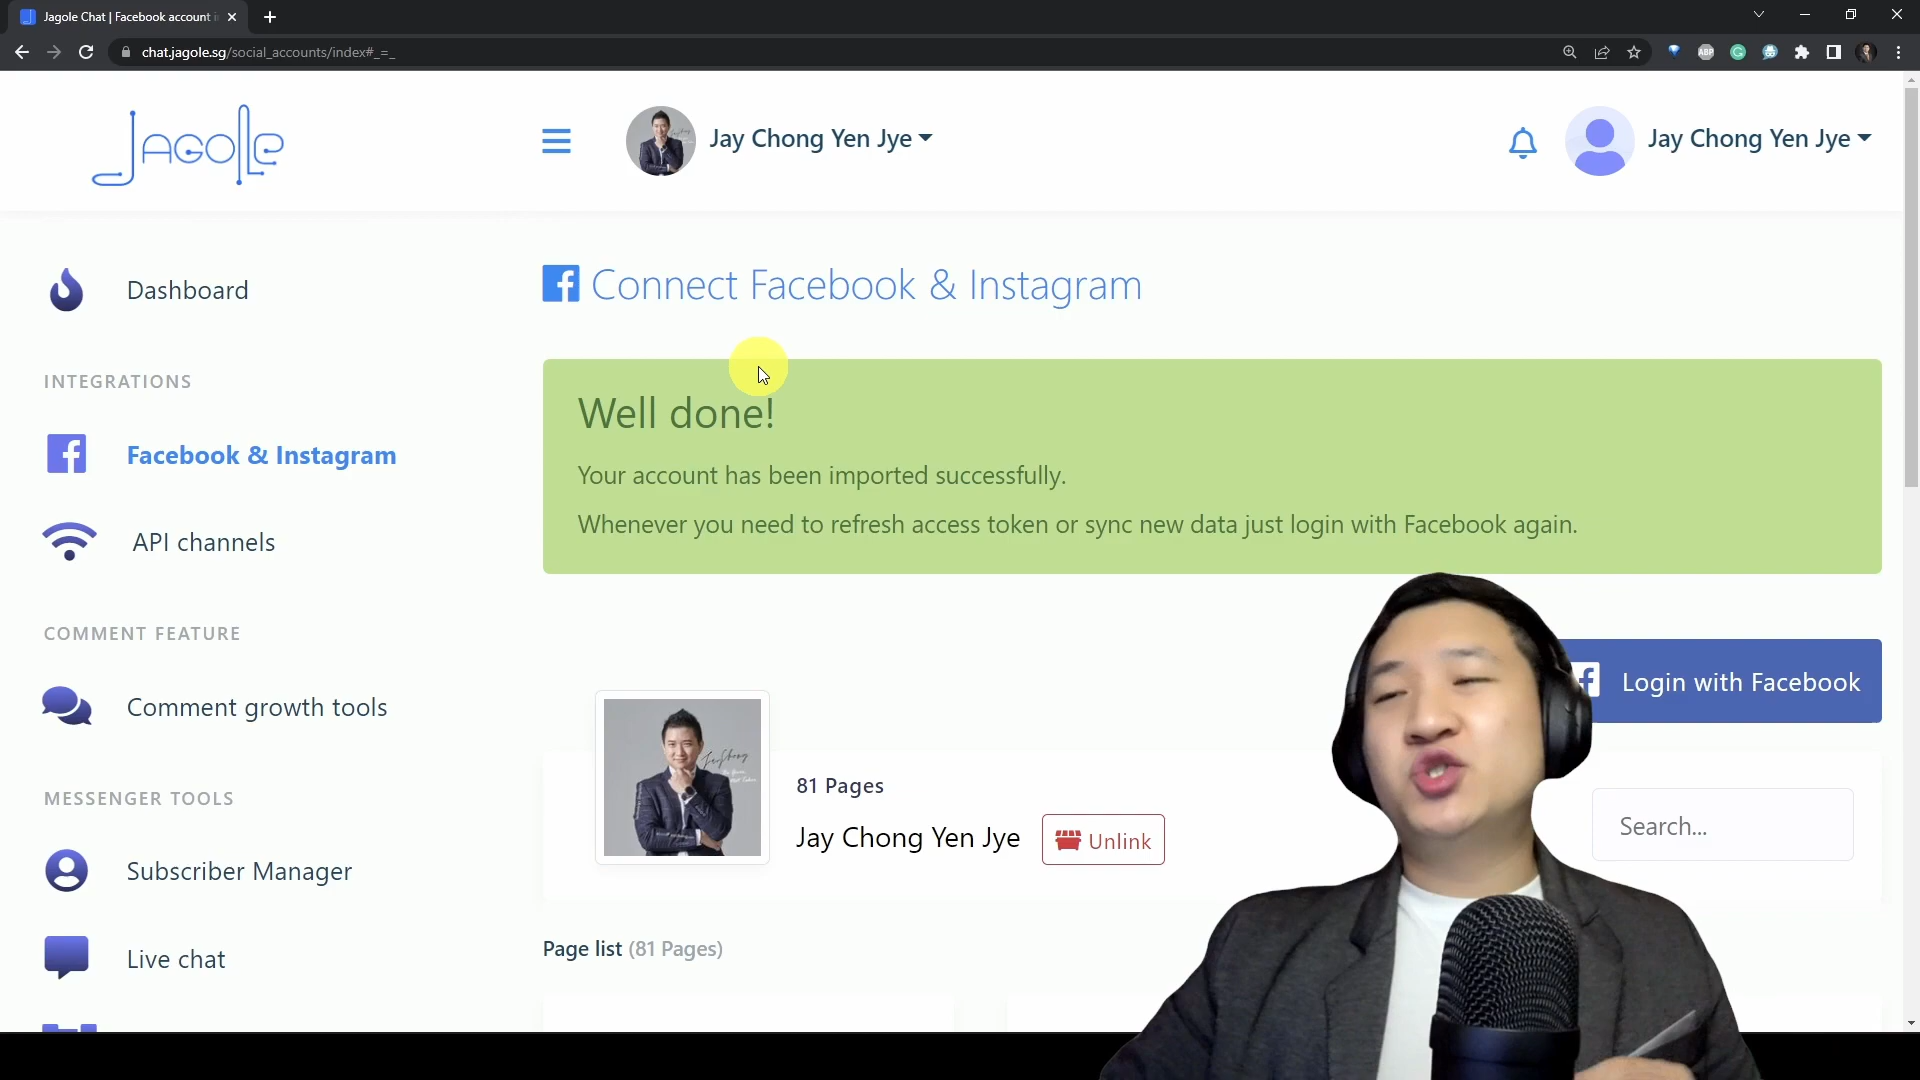 Jagole Chat | Facebook account i
chat.jagole.sg/social_accounts/index#_=_
ABP
JAGOlle
Jay Chong Yen Jye
Jay Chong Yen Jye
Dashboard
INTEGRATIONS
Facebook & Instagram
API channels
COMMENT FEATURE
Comment growth tools
MESSENGER TOOLS
Subscriber Manager
Live chat
Connect Facebook & Instagram
Well done!
Your account has been imported successfully.
Whenever you need to refresh access token or sync new data just login with Facebook again.
Login with Facebook
81 Pages
Jay Chong Yen Jye
Unlink
Search...
Page list (81 Pages)